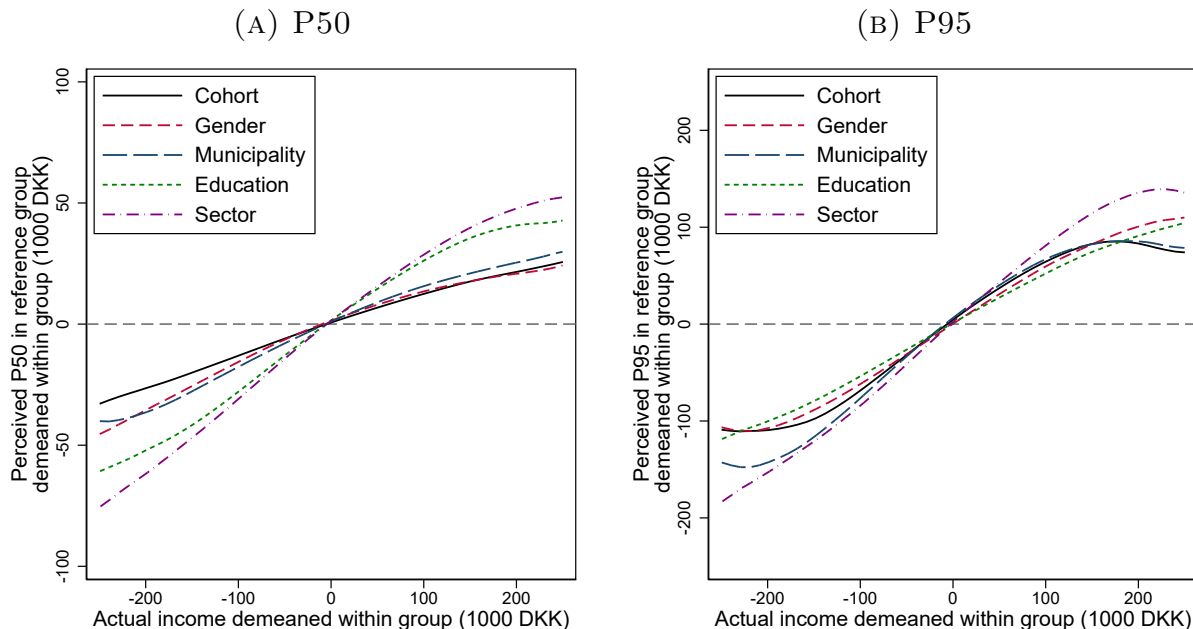 (A) P50
Cohort
Gender
Municipality
Education
Sector
Perceived P50 in reference group
demeaned within group (1000 DKK)
100
50
0
-50
-100
-200
-100
0
100
200
Actual income demeaned within group (1000 DKK)
(B) P95
Cohort
Gender
Municipality
Education
Sector
Perceived P95 in reference group
demeaned within group (1000 DKK)
200
100
0
-100
-200
-200
-100
0
100
200
Actual income demeaned within group (1000 DKK)